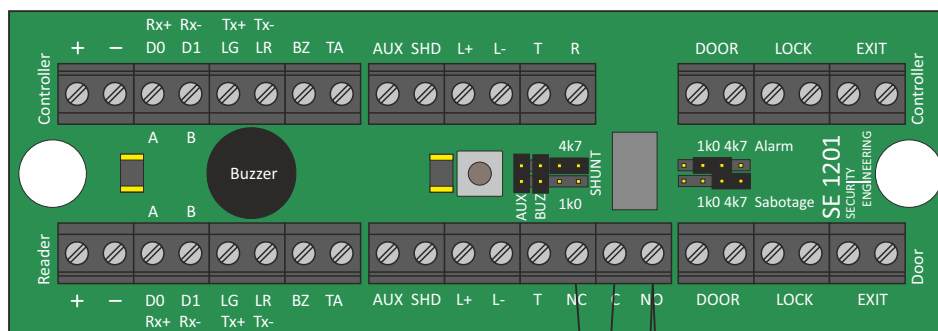 Rx+ Rx- Tx+ Tx-
+ − D0 D1 LG LR BZ TA AUX SHD L+ L- T R DOOR LOCK EXIT
Controller
Controller
A B
4k7
1k0 4k7 Alarm
Buzzer
AUX
BUZ
SHUNT
1k0
1k0 4k7 Sabotage
SE 1201
SECURITY
ENGINEERING
A B
Reader
Door
+ − D0 D1 LG LR BZ TA AUX SHD L+ L- T NC C NO DOOR LOCK EXIT
Rx+ Rx- Tx+ Tx-